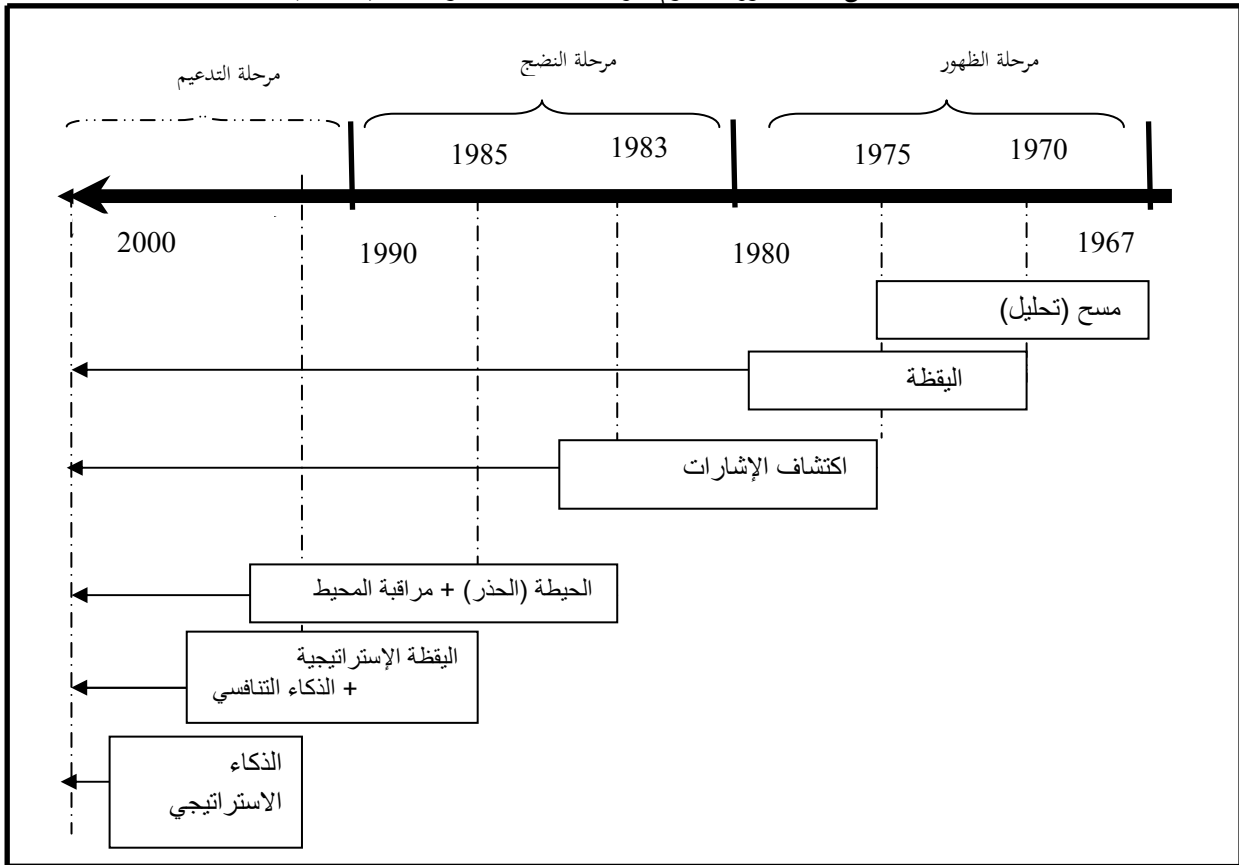 مرحلة الظهور
مرحلة النضج
مرحلة التدعيم
1970
1975
1983
1985
1967
1980
1990
2000
مسح (تحليل)
اليقظة
اكتشاف الإشارات
الحيطة (الحذر) + مراقبة المحيط
اليقظة الإستراتيجية
+ الذكاء التنافسي
الذكاء
الاستراتيجي